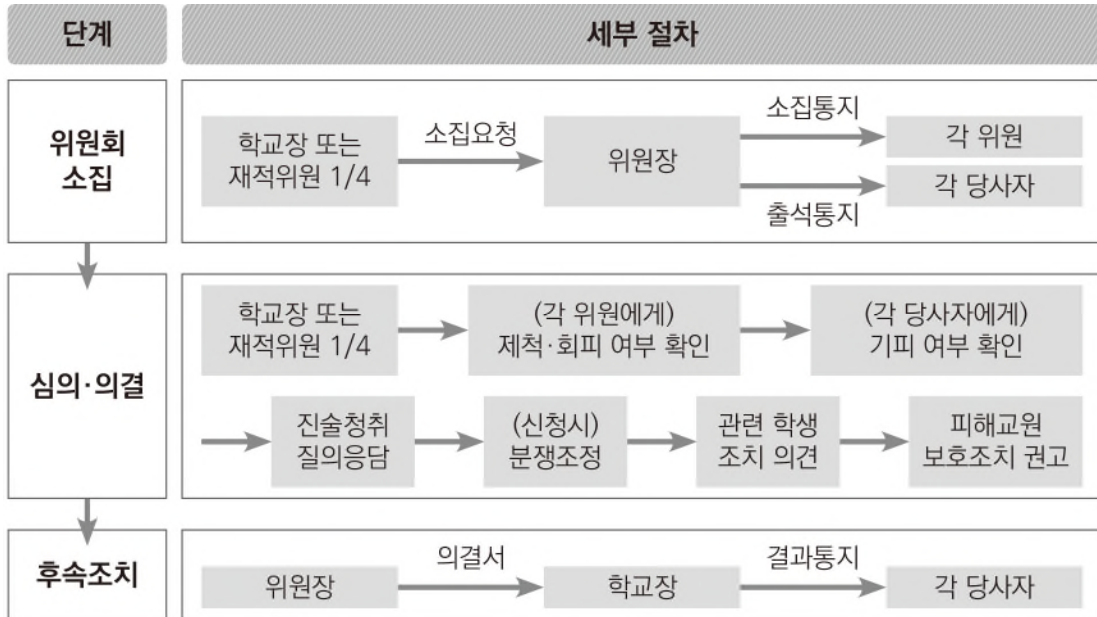 단계
세부 절차
위원회
소집
학교장 또는
재적위원 1/4
소집요청
위원장
소집통지
각 위원
각 당사자
출석통지
심의·의결
학교장 또는
재적위원 1/4
(각 위원에게)
제척·회피 여부 확인
(각 당사자에게)
기피 여부 확인
진술청취
질의응답
(신청시)
분쟁조정
관련 학생
조치 의견
피해교원
보호조치 권고
후속조치
위원장
의결서
학교장
결과통지
각 당사자